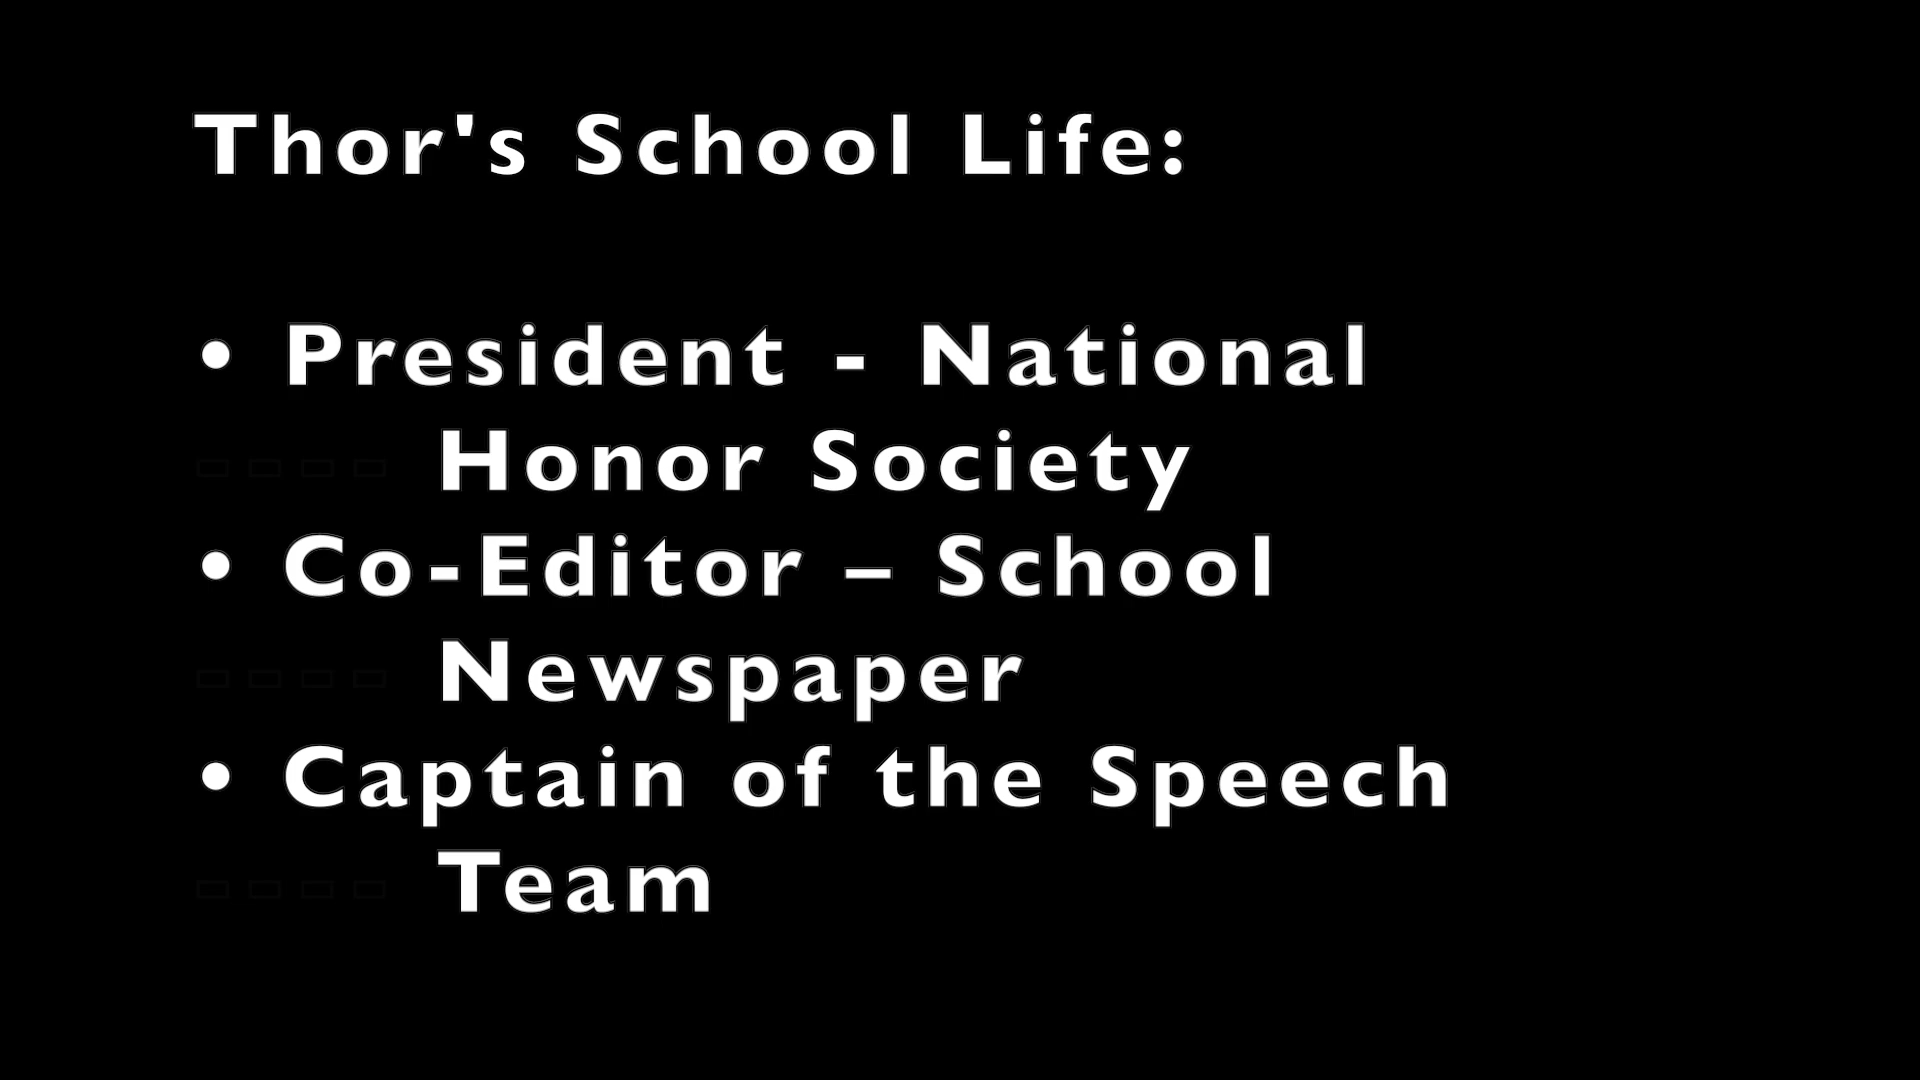 Thor's School Life:
• President - National
Honor Society
• Co-Editor – School
Newspaper
• Captain of the Speech
Team